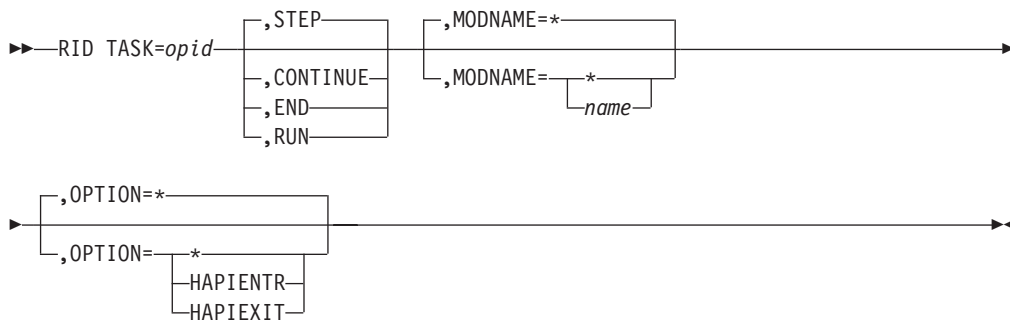 ,STEP ,MODNAME=*
RID TASK=opid
,CONTINUE ,MODNAME= *
,END name
,RUN
,OPTION=*
,OPTION= *
HAPIENTR
HAPIEXIT